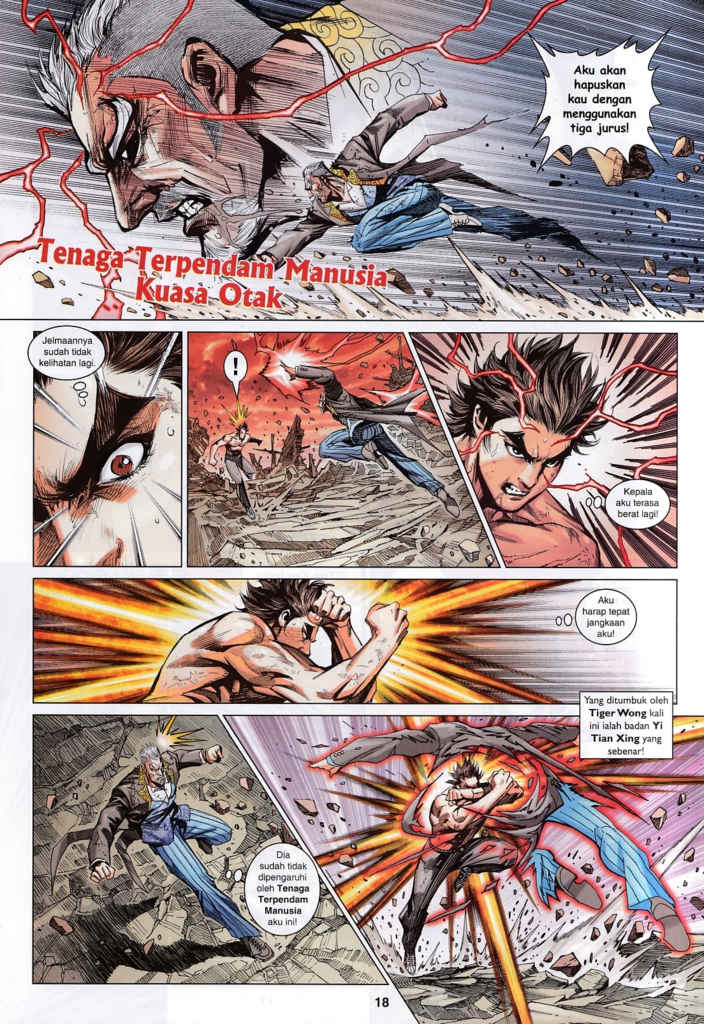 Aku akan
hapuskan
kau dengan
menggunakan
tiga jurus!
Tenaga Terpendam Manusia
Kuasa Otak
Jelmaannya
sudah tidak
kelihatan lagi.
!
Kepala
aku terasa
berat lagi!
Aku
harap tepat
jangkaan
aku!
Yang ditumbuk oleh
Tiger Wong kali
ini ialah badan Yi
Tian Xing yang
sebenar!
Dia
sudah tidak
dipengaruhi
oleh Tenaga
Terpendam
Manusia
aku ini!
18